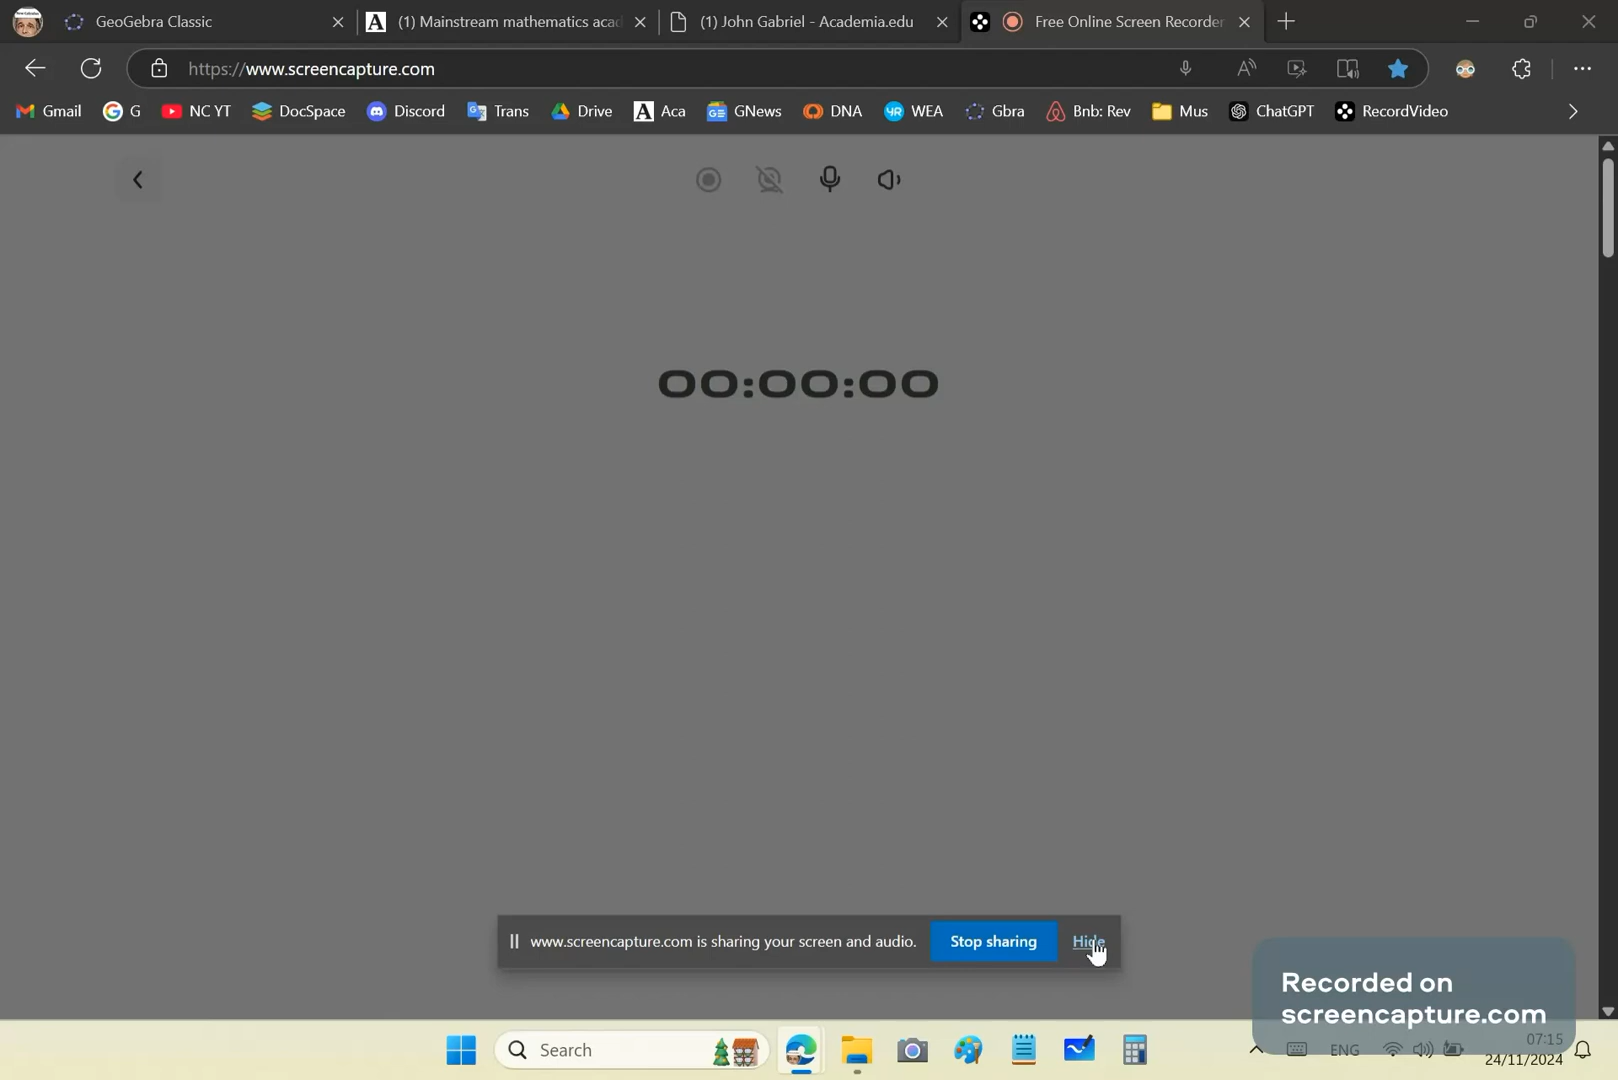 GeoGebra Classic
(1) Mainstream mathematics acad
(1) John Gabriel - Academia.edu
Free Online Screen Recorder
https://www.screencapture.com
Gmail G NC YT DocSpace Discord Trans Drive Aca GNews DNA WEA Gbra Bnb: Rev Mus ChatGPT RecordVideo
00:00:00
www.screencapture.com is sharing your screen and audio. Stop sharing Hide
Recorded on
screencapture.com
Search
ENG
07:15
24/11/2024